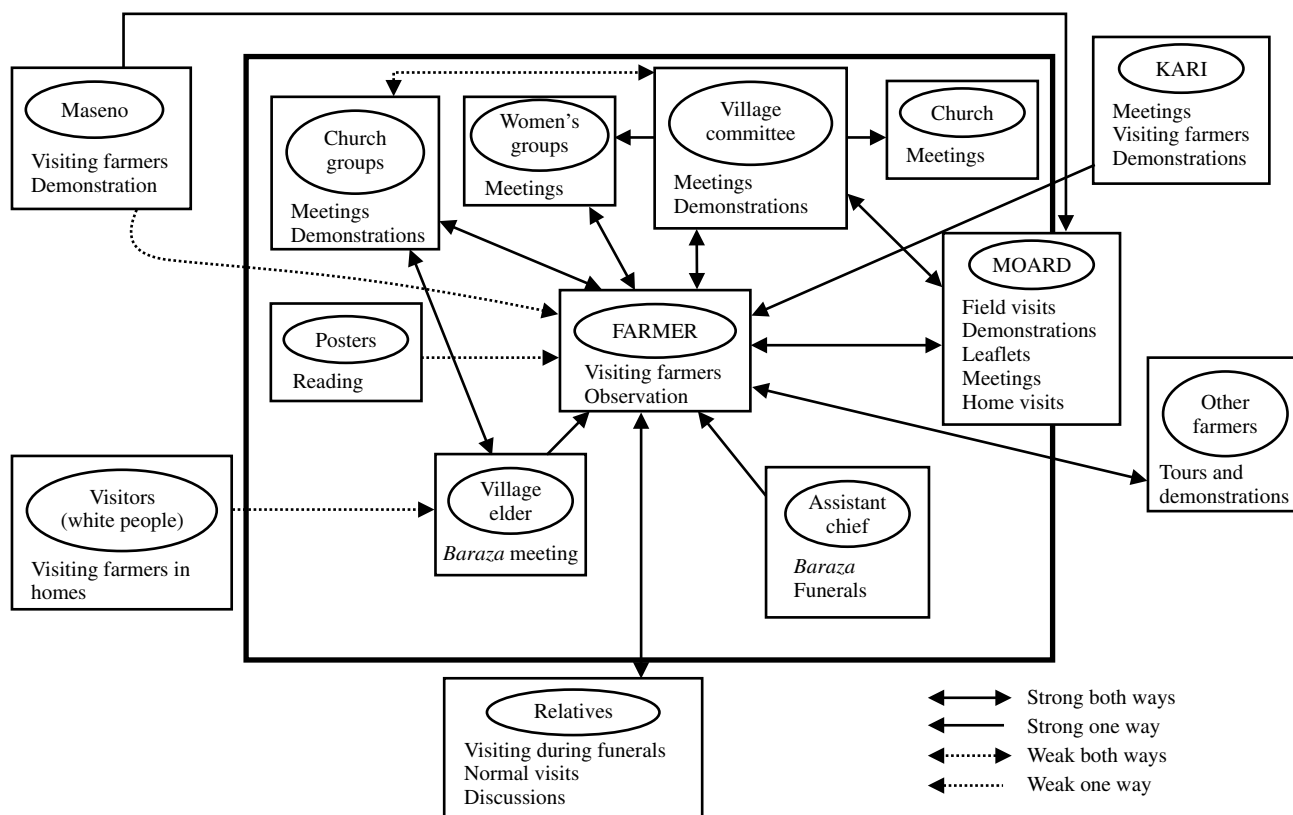 Maseno
Visiting farmers
Demonstration
Church
groups
Meetings
Demonstrations
Women's
groups
Meetings
Village
committee
Meetings
Demonstrations
Church
Meetings
KARI
Meetings
Visiting farmers
Demonstrations
MOARD
Field visits
Demonstrations
Leaflets
Meetings
Home visits
Posters
Reading
FARMER
Visiting farmers
Observation
Other
farmers
Tours and
demonstrations
Visitors
(white people)
Visiting farmers in
homes
Village
elder
Baraza meeting
Assistant
chief
Baraza
Funerals
Relatives
Visiting during funerals
Normal visits
Discussions
Strong both ways
Strong one way
Weak both ways
Weak one way